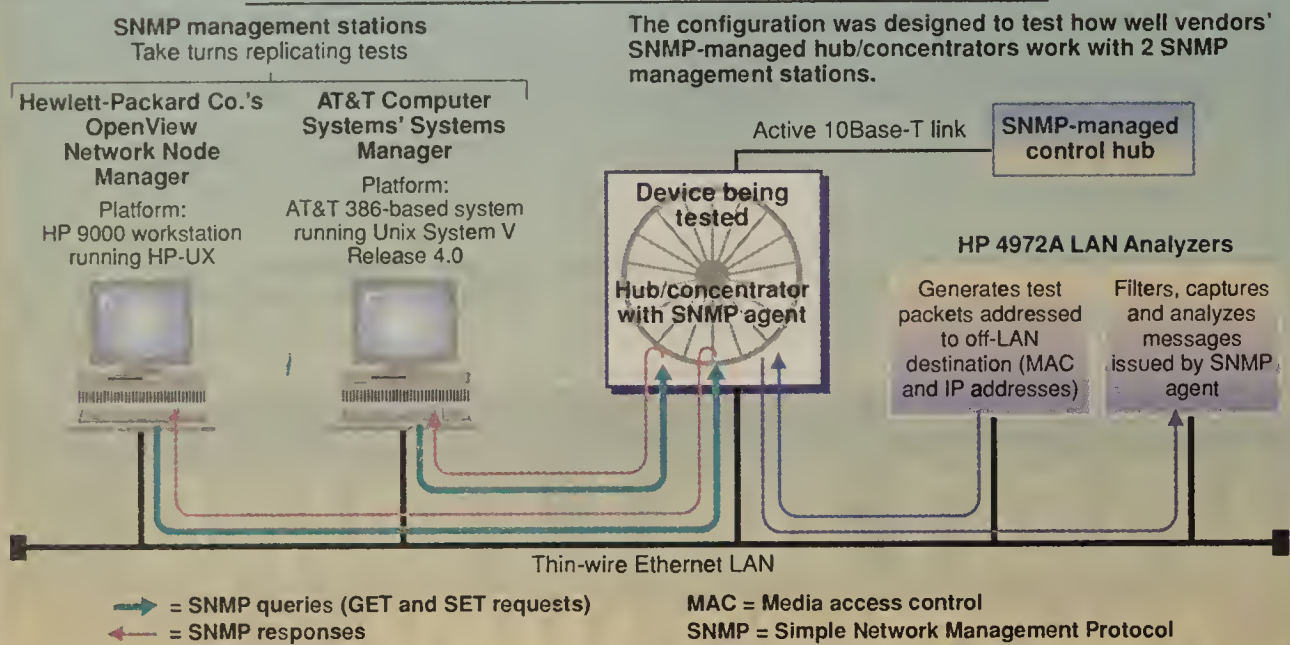 SNMP management stations
Take turns replicating tests
The configuration was designed to test how well vendors'
SNMP-managed hub/concentrators work with 2 SNMP
management stations.
Hewlett-Packard Co.'s
OpenView
Network Node
Manager
Platform:
HP 9000 workstation
running HP-UX
AT&T Computer
Systems' Systems
Manager
Platform:
AT&T 386-based system
running Unix System V
Release 4.0
Active 10Base-T link
SNMP-managed
control hub
Device being
tested
Hub/concentrator
with SNMP agent
HP 4972A LAN Analyzers
Generates test
packets addressed
to off-LAN
destination (MAC
and IP addresses)
Filters, captures
and analyzes
messages
issued by SNMP
agent
Thin-wire Ethernet LAN
= SNMP queries (GET and SET requests)
= SNMP responses
MAC = Media access control
SNMP = Simple Network Management Protocol